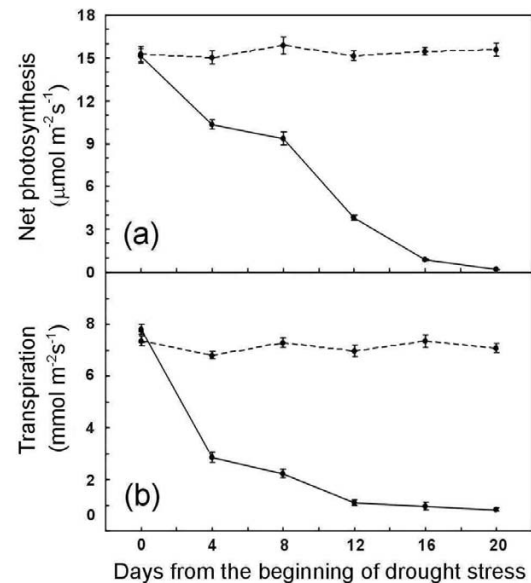 18
15
12
9
6
3
0
Net photosynthesis
(μmol m-2s-1)
(a)
8
6
4
2
0
Transpiration
(mmol m-2s-1)
(b)
0 4 8 12 16 20
Days from the beginning of drought stress